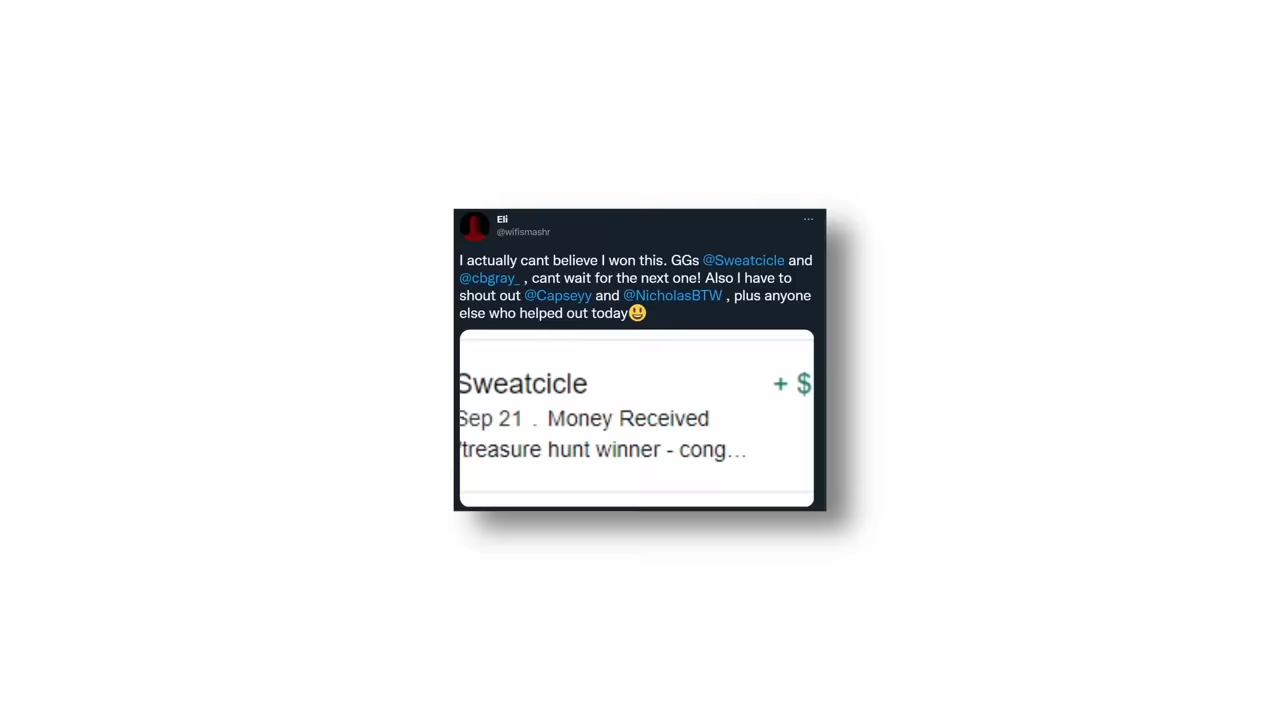 Eli
@wifismashr
I actually cant believe I won this. GGs @Sweatcicle and
@cbgray_ , cant wait for the next one! Also I have to
shout out @Capseyy and @NicholasBTW , plus anyone
else who helped out today😃
Sweatcicle + $
Sep 21 . Money Received
"treasure hunt winner - cong...